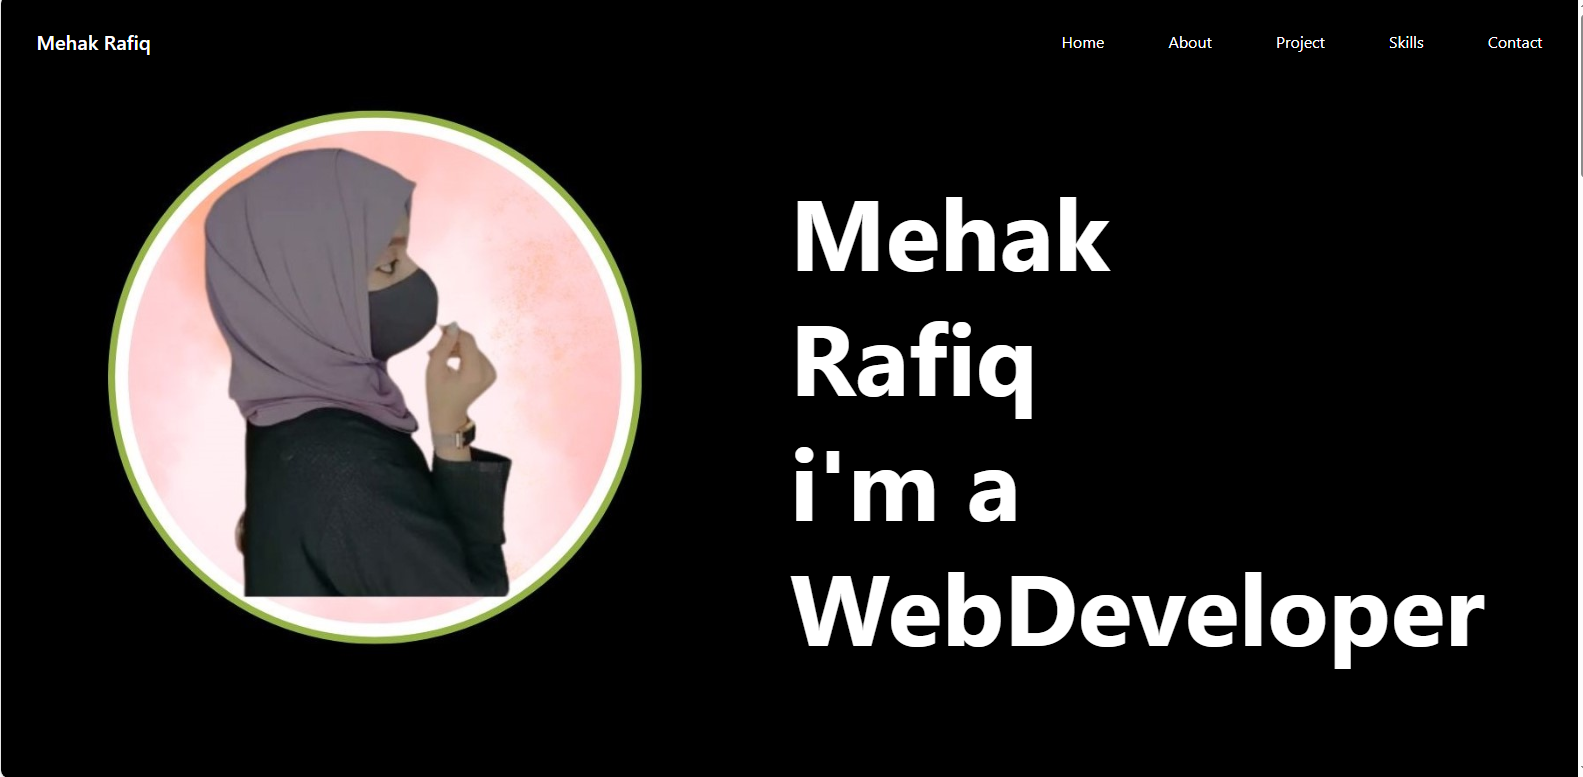 Mehak Rafiq
Home About Project Skills Contact
Mehak
Rafiq
i'm a
WebDeveloper